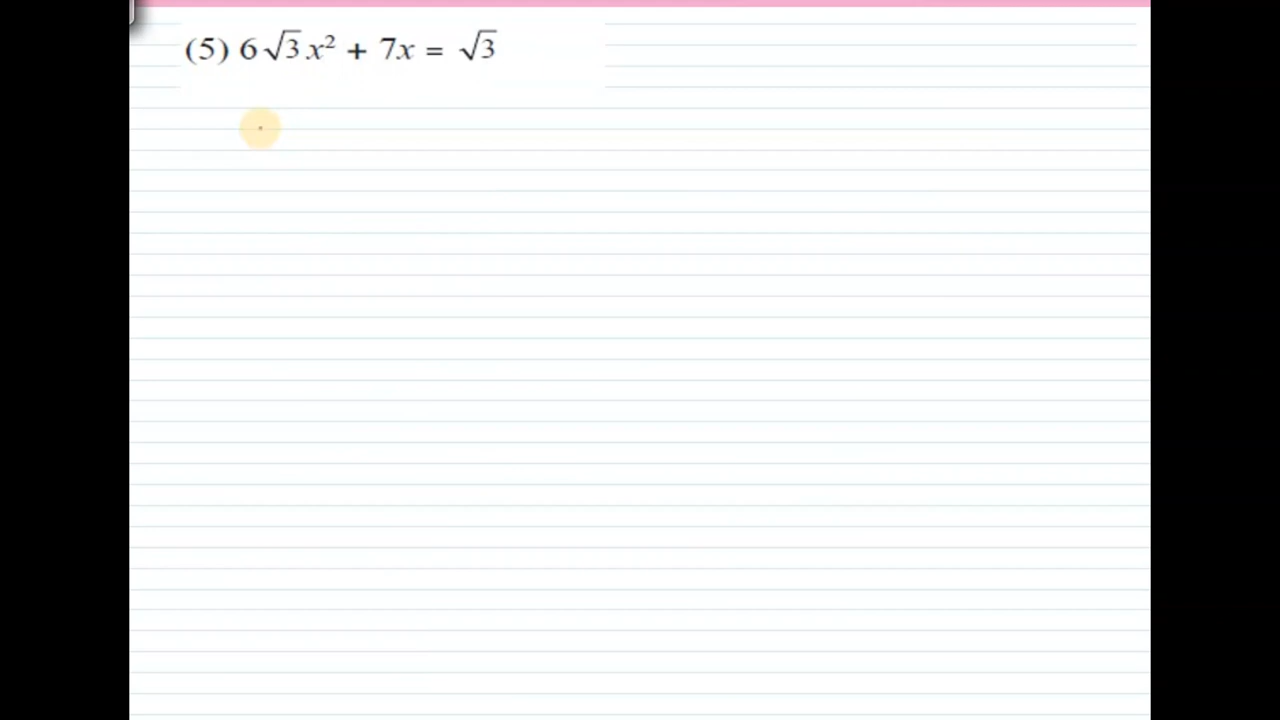 (5) 6√3x² + 7x = √3